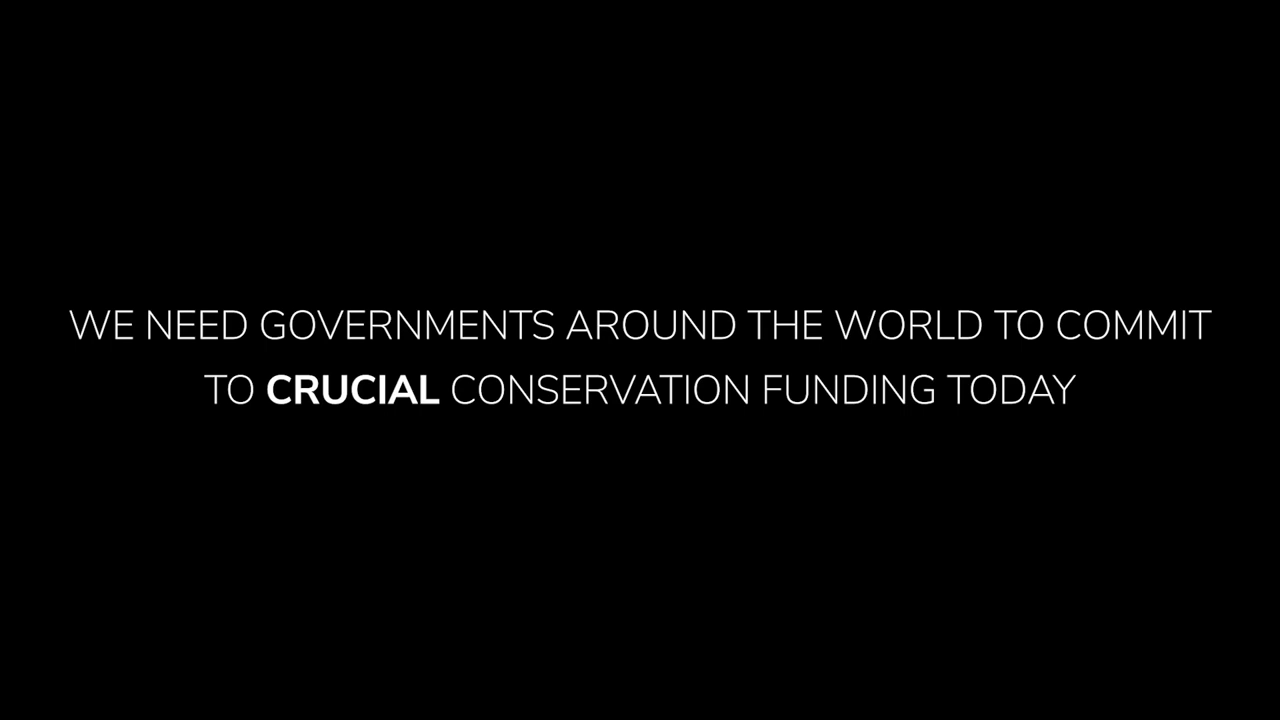 WE NEED GOVERNMENTS AROUND THE WORLD TO COMMIT
TO CRUCIAL CONSERVATION FUNDING TODAY